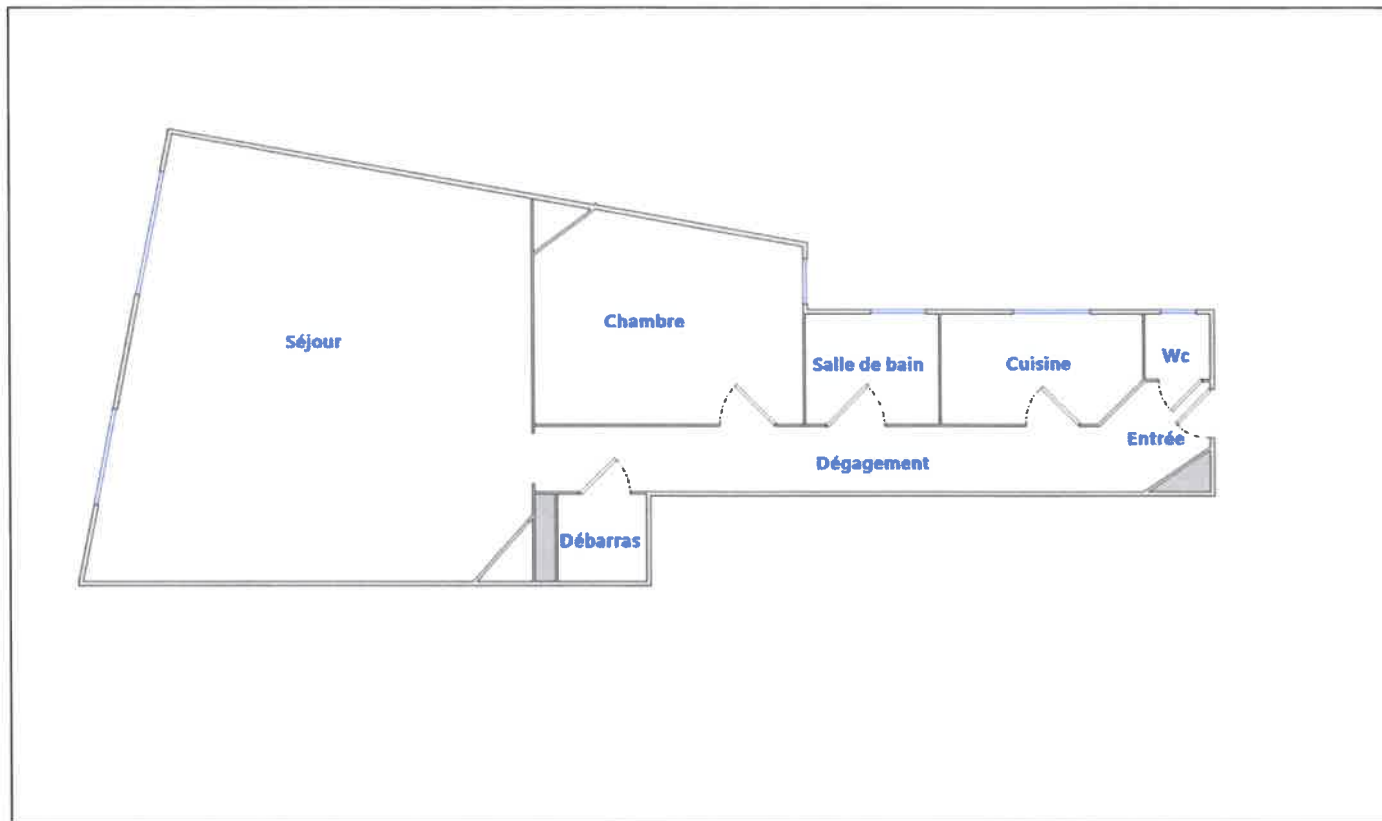 Séjour
Chambre
Salle de bain
Cuisine
Wc
Entrée
Dégagement
Débarras